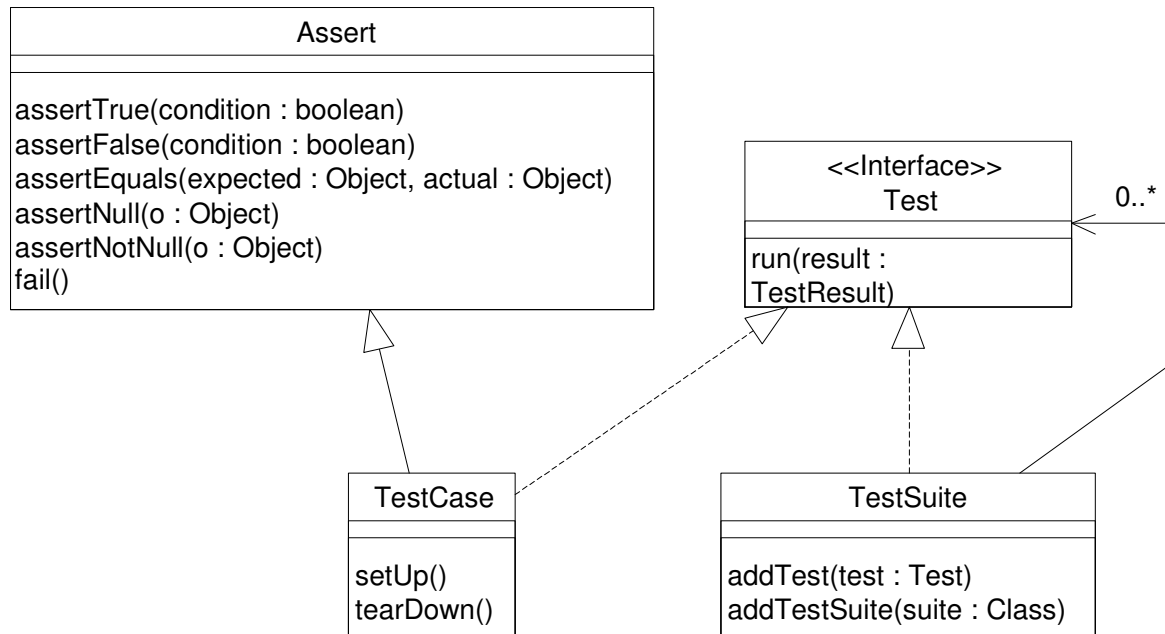 Assert
assertTrue(condition : boolean)
assertFalse(condition : boolean)
assertEquals(expected : Object, actual : Object)
assertNull(o : Object)
assertNotNull(o : Object)
fail()
<<Interface>>
Test
run(result :
TestResult)
0..*
TestCase
setUp()
tearDown()
TestSuite
addTest(test : Test)
addTestSuite(suite : Class)